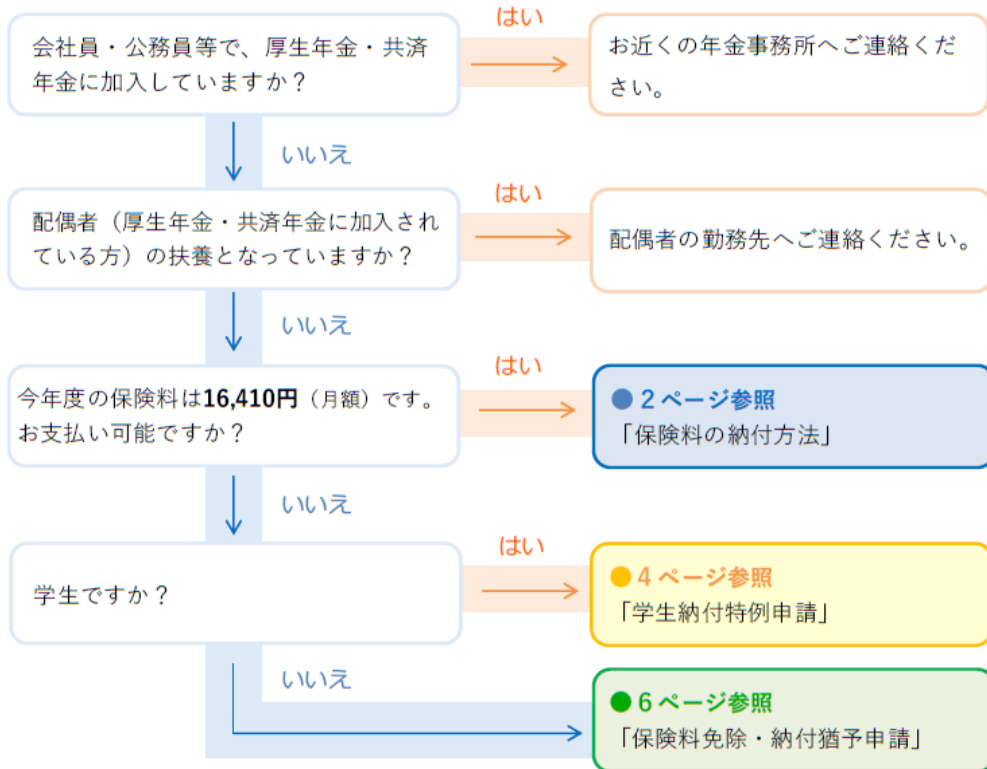 はい
会社員・公務員等で、厚生年金・共済
年金に加入していますか？
お近くの年金事務所へご連絡くだ
さい。
いいえ
はい
配偶者（厚生年金・共済年金に加入され
ている方）の扶養となっていますか？
配偶者の勤務先へご連絡ください。
いいえ
はい
今年度の保険料は16,410円（月額）です。
お支払い可能ですか？
●2ページ参照
「保険料の納付方法」
いいえ
はい
学生ですか？
●4ページ参照
「学生納付特例申請」
いいえ
●6ページ参照
「保険料免除・納付猶予申請」